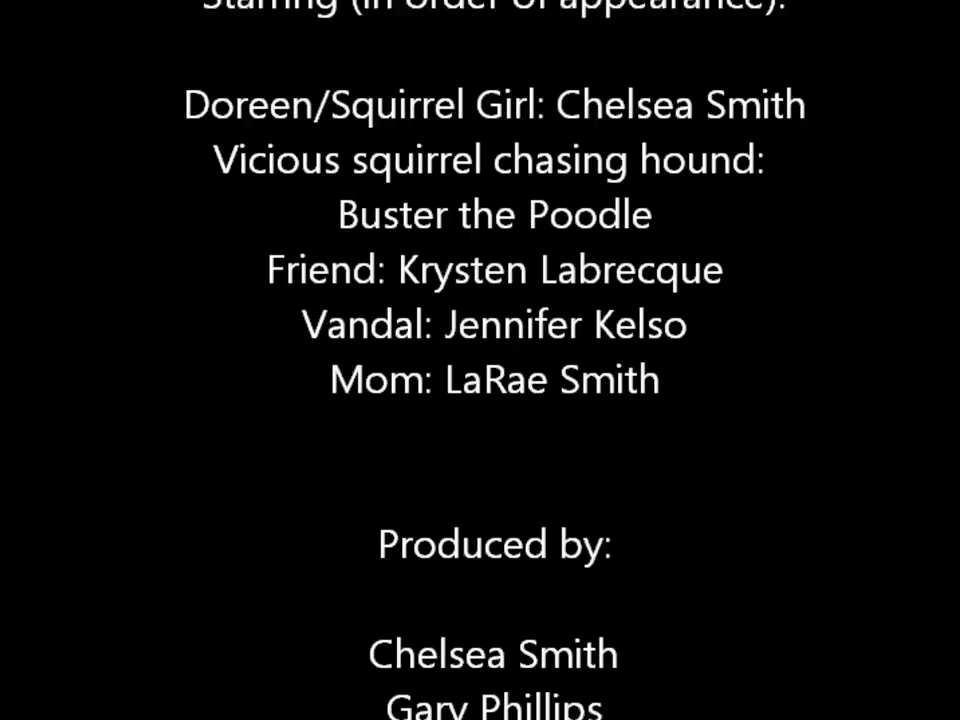 Starring (in order of appearance):
Doreen/Squirrel Girl: Chelsea Smith
Vicious squirrel chasing hound:
Buster the Poodle
Friend: Krysten Labrecque
Vandal: Jennifer Kelso
Mom: LaRae Smith
Produced by:
Chelsea Smith
Gary Phillips